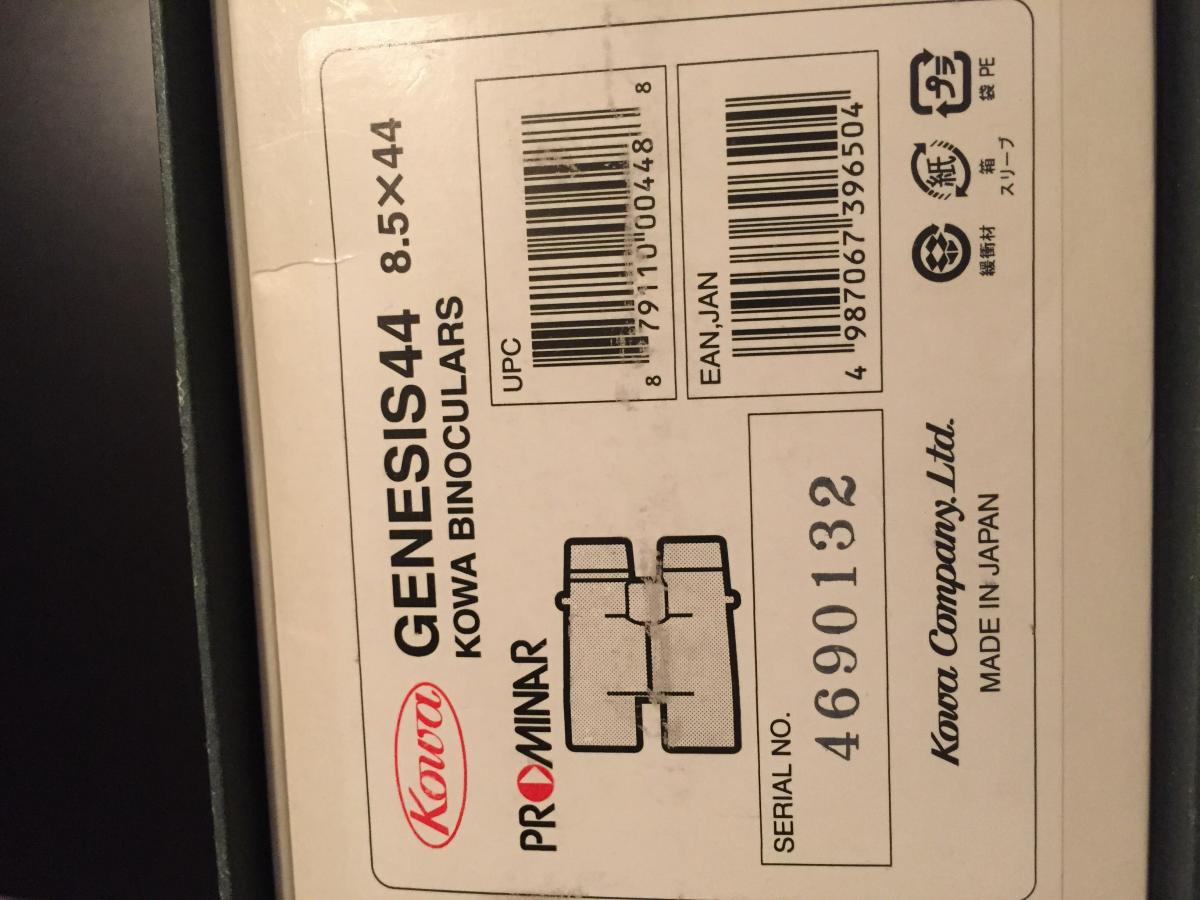 Kowa GENESIS44 8.5×44
KOWA BINOCULARS
PROMINAR
UPC
8 79110 00448 8
EAN,JAN
4 987067 396504
SERIAL NO.
4690132
Kowa Company, Ltd.
MADE IN JAPAN
緩衝材
紙
箱
スリーブ
プラ
袋 PE